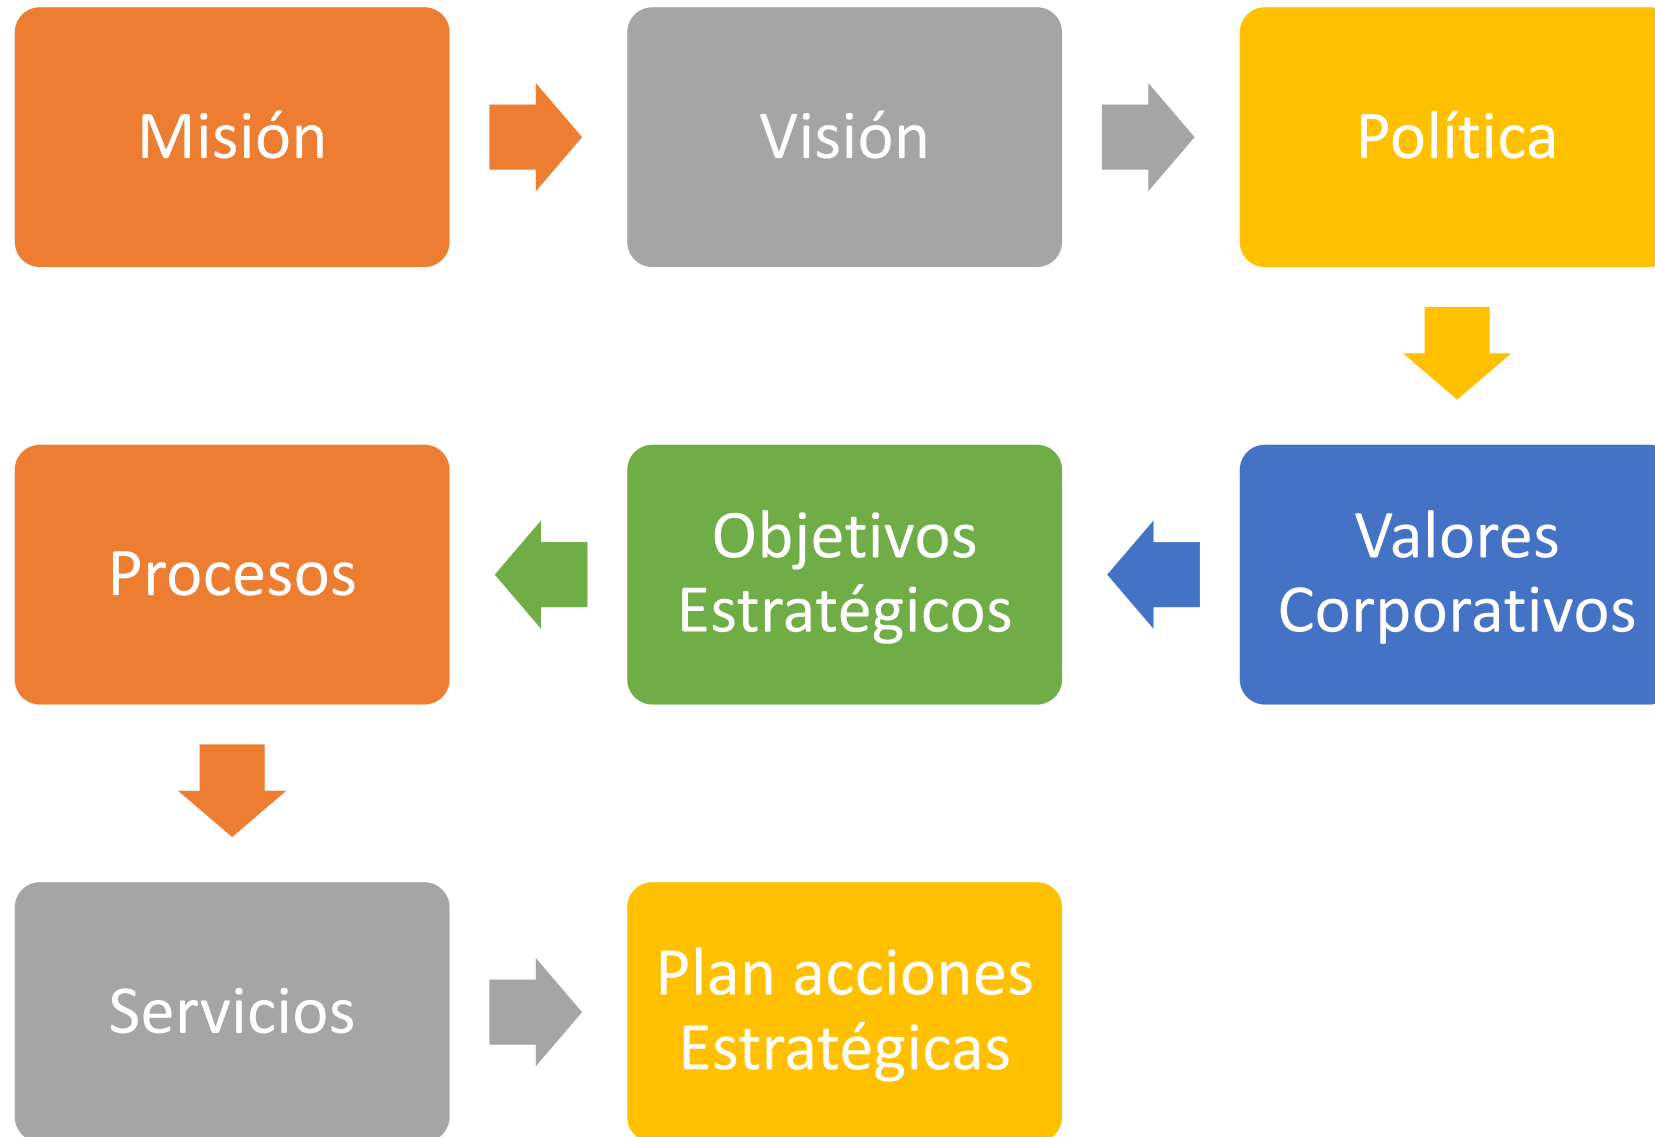 Misión
Visión
Política
Valores
Corporativos
Objetivos
Estratégicos
Procesos
Servicios
Plan acciones
Estratégicas